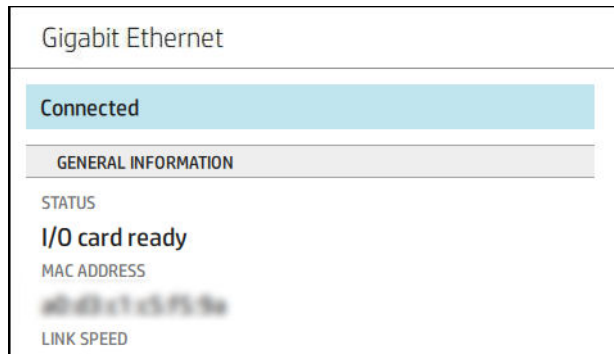 Gigabit Ethernet
Connected
GENERAL INFORMATION
STATUS
I/O card ready
MAC ADDRESS
LINK SPEED